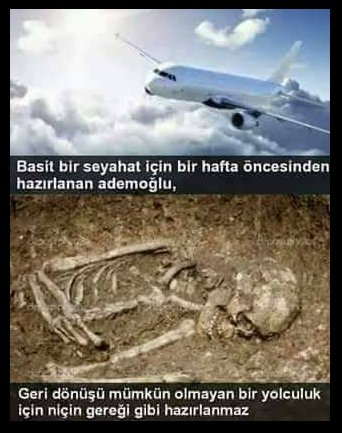 Basit bir seyahat için bir hafta öncesinden
hazırlanan ademoğlu,
Geri dönüşü mümkün olmayan bir yolculuk
için niçin gereği gibi hazırlanmaz